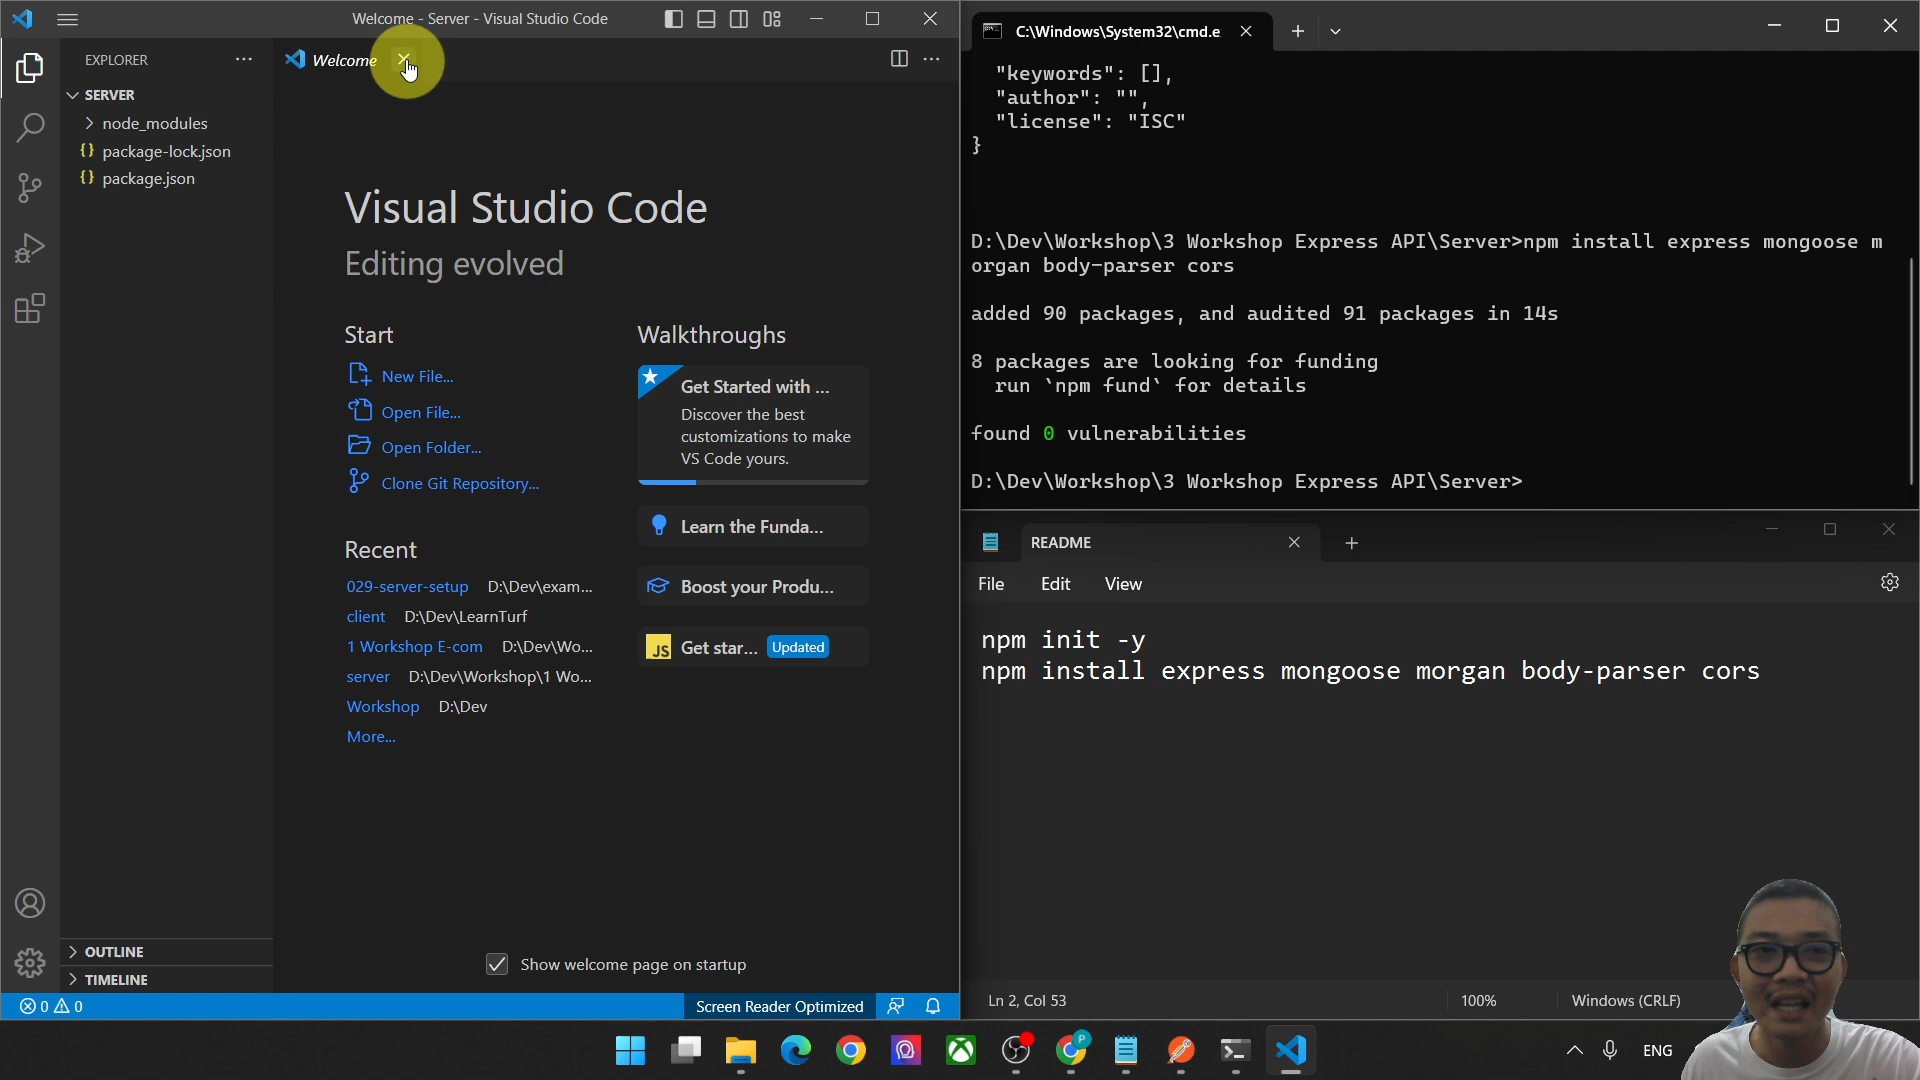 Welcome - Server - Visual Studio Code
EXPLORER
SERVER
node_modules
package-lock.json
package.json
OUTLINE
TIMELINE
Welcome
Visual Studio Code
Editing evolved
Start
New File...
Open File...
Open Folder...
Clone Git Repository...
Recent
029-server-setup D:\Dev\exam...
client D:\Dev\LearnTurf
1 Workshop E-com D:\Dev\Wo...
server D:\Dev\Workshop\1 Wo...
Workshop D:\Dev
More...
Walkthroughs
Get Started with ...
Discover the best
customizations to make
VS Code yours.
Learn the Funda...
Boost your Produ...
JS Get star... Updated
Show welcome page on startup
0 0
Screen Reader Optimized
C:\Windows\System32\cmd.e
"keywords": [],
"author": "",
"license": "ISC"
}
D:\Dev\Workshop\3 Workshop Express API\Server>npm install express mongoose m
organ body-parser cors
added 90 packages, and audited 91 packages in 14s
8 packages are looking for funding
run `npm fund` for details
found 0 vulnerabilities
D:\Dev\Workshop\3 Workshop Express API\Server>
README
File Edit View
npm init -y
npm install express mongoose morgan body-parser cors
Ln 2, Col 53
100%
Windows (CRLF)
P
ENG